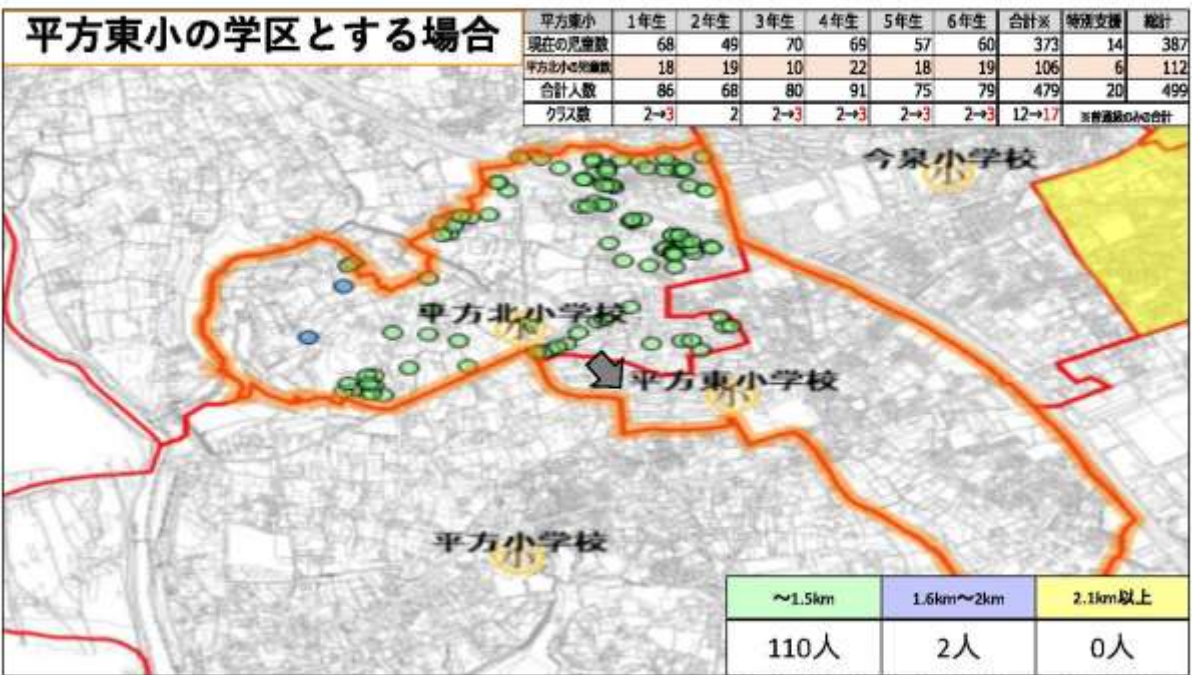 平方東小の学区とする場合
平方東小 1年生 2年生 3年生 4年生 5年生 6年生 合計※ 特別支援 総計
現在の児童数 68 49 70 69 57 60 373 14 387
平方北小の児童数 18 19 10 22 18 19 106 6 112
合計人数 86 68 80 91 75 79 479 20 499
クラス数 2→3 2 2→3 2→3 2→3 2→3 12→17 ※普通級のみの合計
今泉小学校
平方北小学校
平方東小学校
平方小学校
～1.5km 1.6km～2km 2.1km以上
110人 2人 0人